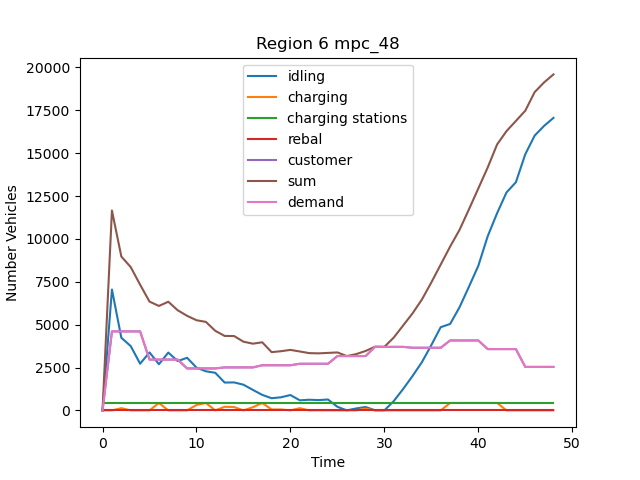 Region 6 mpc_48
20000
17500
15000
12500
10000
7500
5000
2500
0
Number Vehicles
idling
charging
charging stations
rebal
customer
sum
demand
0 10 20 30 40 50
Time